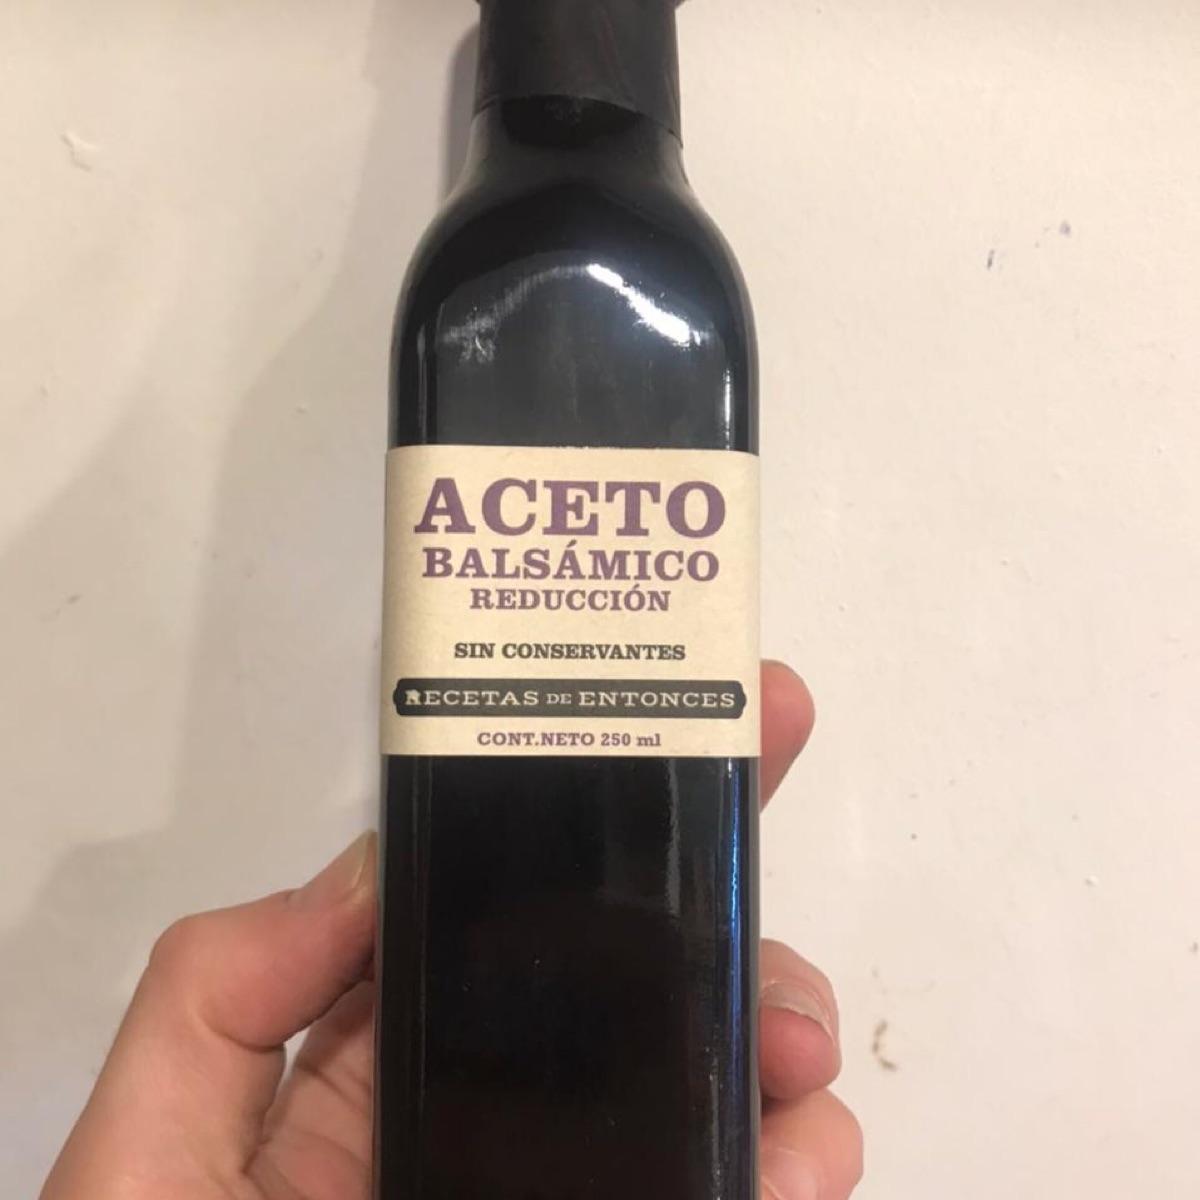 ACETO
BALSÁMICO
REDUCCIÓN
SIN CONSERVANTES
RECETAS DE ENTONCES
CONT.NETO 250 ml